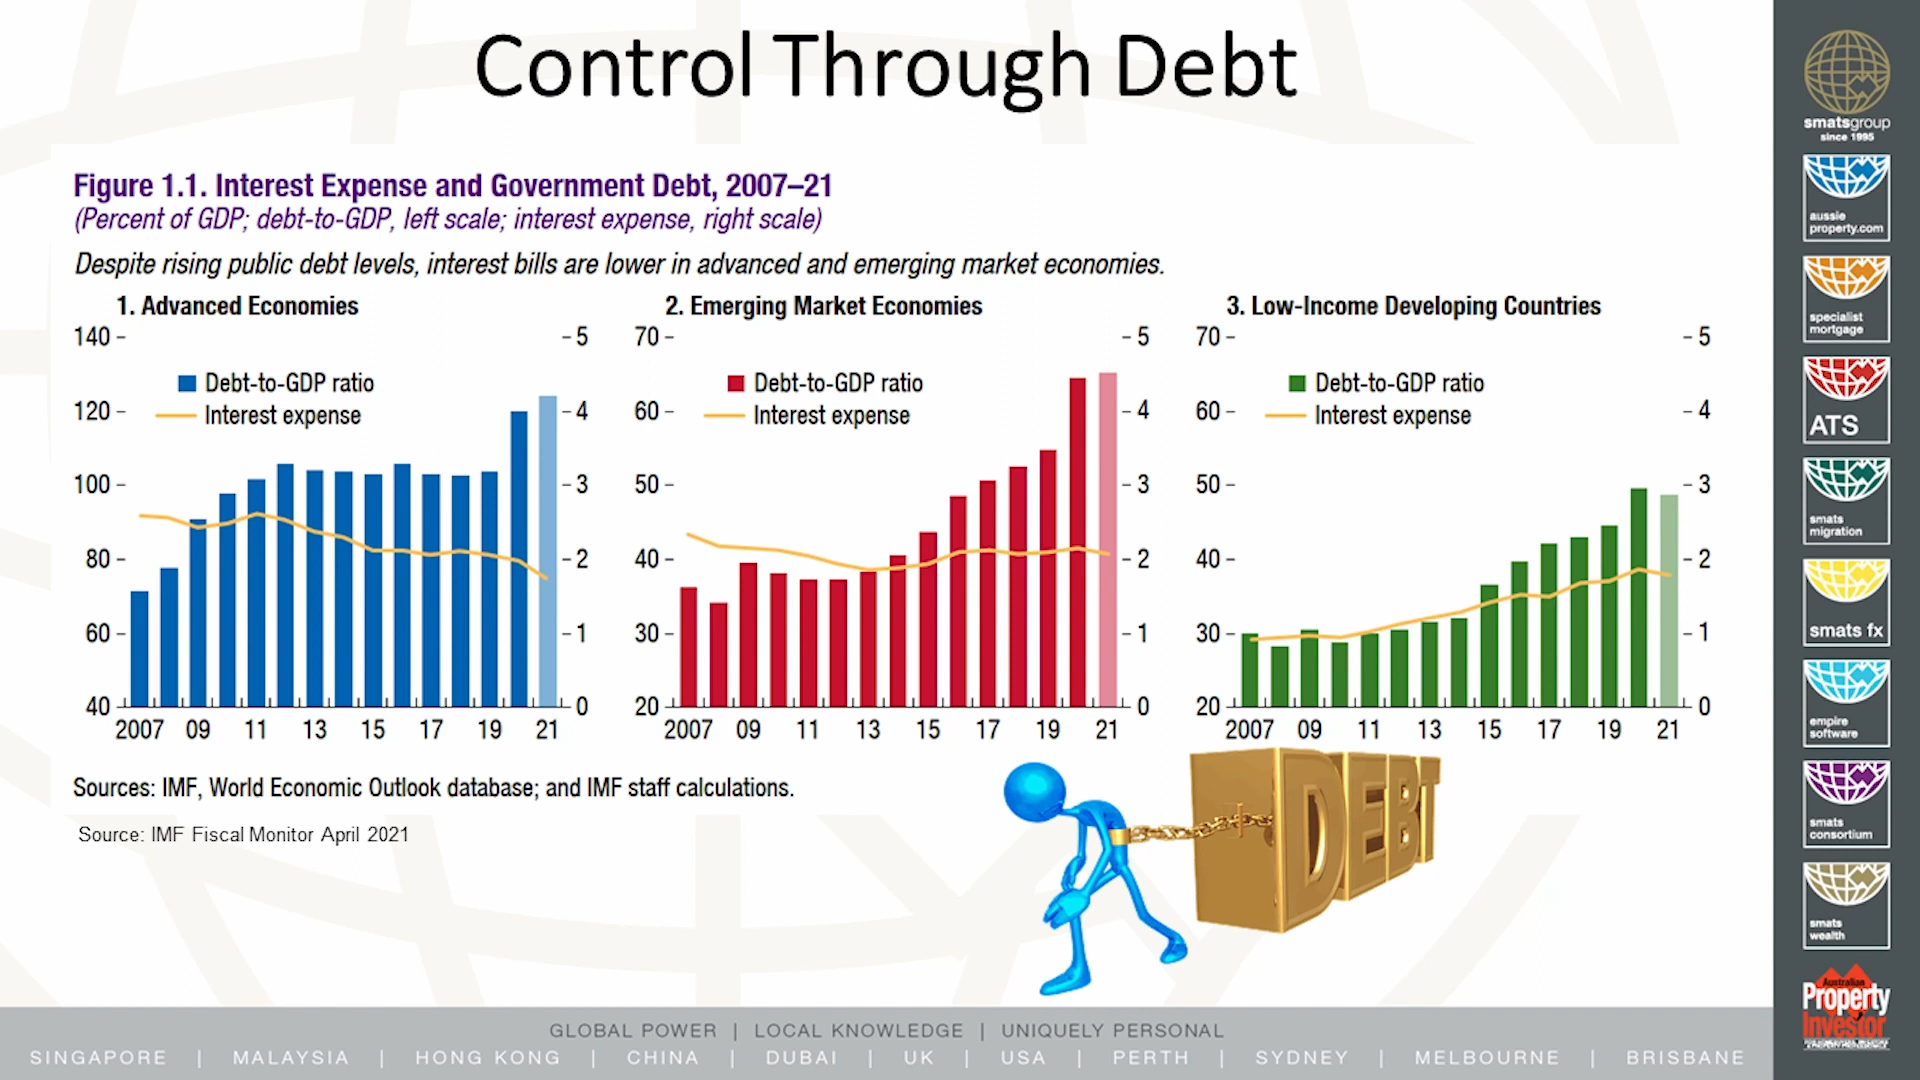 Control Through Debt
Figure 1.1. Interest Expense and Government Debt, 2007–21
(Percent of GDP; debt-to-GDP, left scale; interest expense, right scale)
Despite rising public debt levels, interest bills are lower in advanced and emerging market economies.
1. Advanced Economies
140
120
100
80
60
40
5
4
3
2
1
0
Debt-to-GDP ratio
Interest expense
2007 09 11 13 15 17 19 21
2. Emerging Market Economies
70
60
50
40
30
20
5
4
3
2
1
0
Debt-to-GDP ratio
Interest expense
2007 09 11 13 15 17 19 21
3. Low-Income Developing Countries
70
60
50
40
30
20
5
4
3
2
1
0
Debt-to-GDP ratio
Interest expense
2007 09 11 13 15 17 19 21
Sources: IMF, World Economic Outlook database; and IMF staff calculations.
Source: IMF Fiscal Monitor April 2021
DEBT
GLOBAL POWER | LOCAL KNOWLEDGE | UNIQUELY PERSONAL
SINGAPORE | MALAYSIA | HONG KONG | CHINA | DUBAI | UK | USA | PERTH | SYDNEY | MELBOURNE | BRISBANE
smatsgroup
since 1995
aussie
property.com
specialist
mortgage
ATS
smats
migration
smats fx
empire
software
smats
consortium
smats
wealth
Australian
Property
Investor